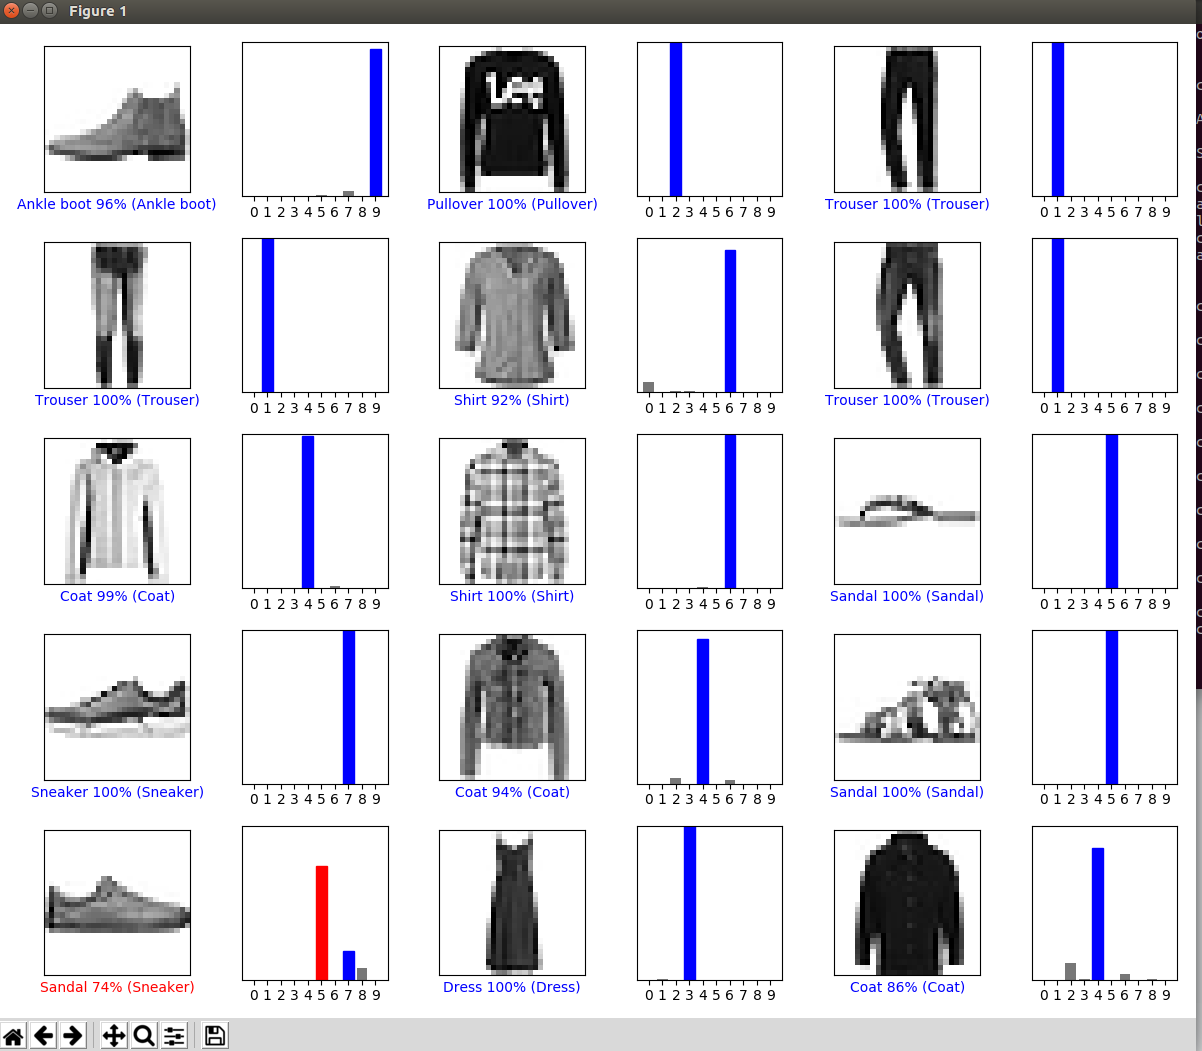 Figure 1
Lee
0 1 2 3 4 5 6 7 8 9
0 1 2 3 4 5 6 7 8 9
0 1 2 3 4 5 6 7 8 9
Ankle boot 96% (Ankle boot)
Pullover 100% (Pullover)
Trouser 100% (Trouser)
0 1 2 3 4 5 6 7 8 9
0 1 2 3 4 5 6 7 8 9
0 1 2 3 4 5 6 7 8 9
Trouser 100% (Trouser)
Shirt 92% (Shirt)
Trouser 100% (Trouser)
0 1 2 3 4 5 6 7 8 9
0 1 2 3 4 5 6 7 8 9
0 1 2 3 4 5 6 7 8 9
Coat 99% (Coat)
Shirt 100% (Shirt)
Sandal 100% (Sandal)
0 1 2 3 4 5 6 7 8 9
0 1 2 3 4 5 6 7 8 9
0 1 2 3 4 5 6 7 8 9
Sneaker 100% (Sneaker)
Coat 94% (Coat)
Sandal 100% (Sandal)
0 1 2 3 4 5 6 7 8 9
0 1 2 3 4 5 6 7 8 9
0 1 2 3 4 5 6 7 8 9
Sandal 74% (Sneaker)
Dress 100% (Dress)
Coat 86% (Coat)